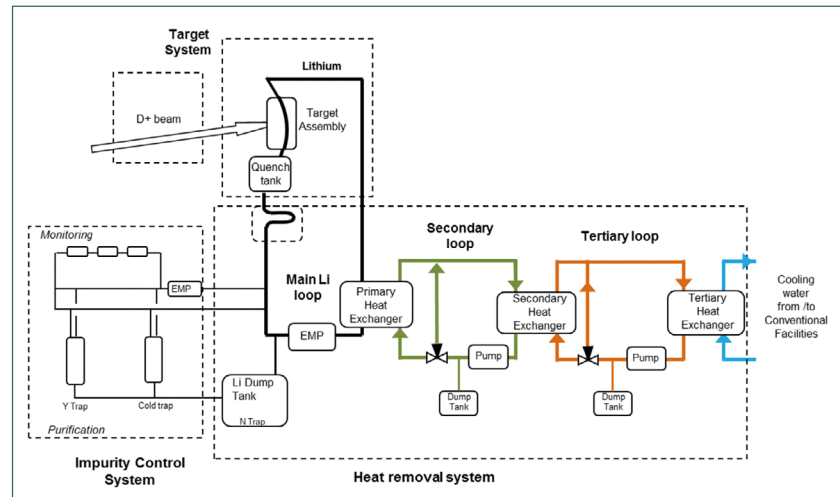 Target
System
Lithium
D+ beam
Target
Assembly
Quench
tank
Monitoring
EMP
Y Trap
Cold trap
Purification
Impurity Control
System
Main Li
loop
EMP
Li Dump
Tank
N Trap
Primary
Heat
Exchanger
Secondary
loop
Pump
Dump
Tank
Secondary
Heat
Exchanger
Tertiary loop
Pump
Dump
Tank
Tertiary
Heat
Exchanger
Cooling
water
from /to
Conventional
Facilities
Heat removal system